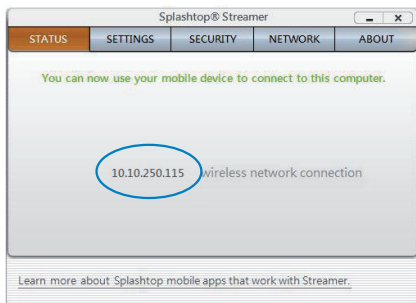 Splashtop® Streamer
STATUS SETTINGS SECURITY NETWORK ABOUT
You can now use your mobile device to connect to this computer.
10.10.250.115 wireless network connection
Learn more about Splashtop mobile apps that work with Streamer.